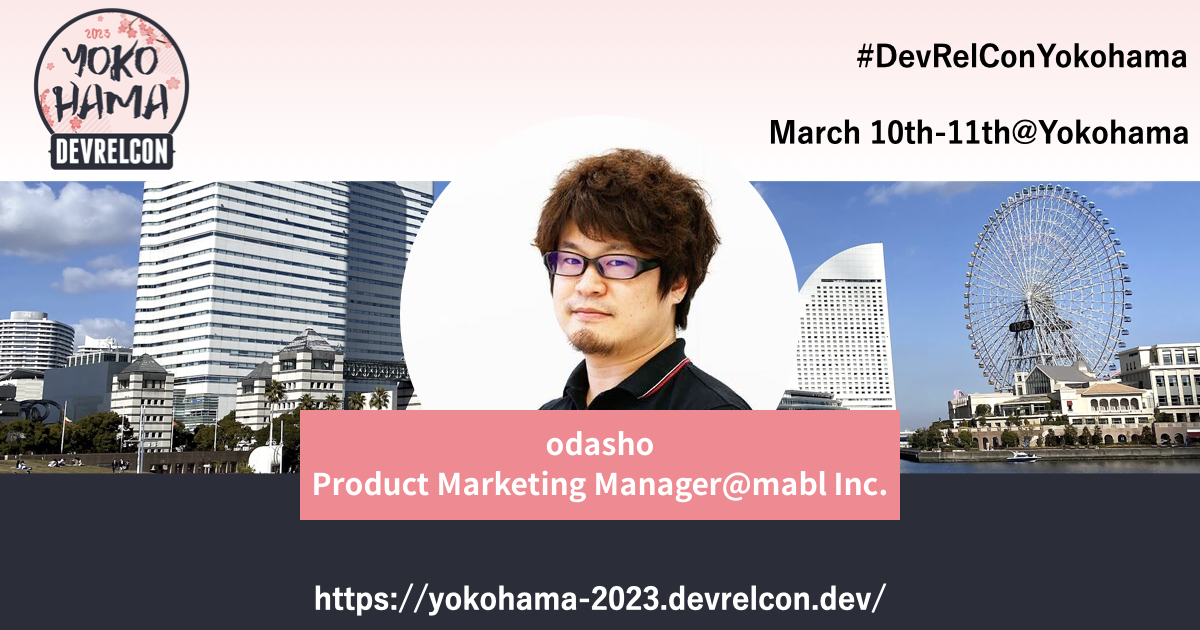 2023
YOKO
HAMA
DEVRELCON
#DevRelConYokohama
March 10th-11th@Yokohama
odasho
Product Marketing Manager@mabl Inc.
https://yokohama-2023.devrelcon.dev/